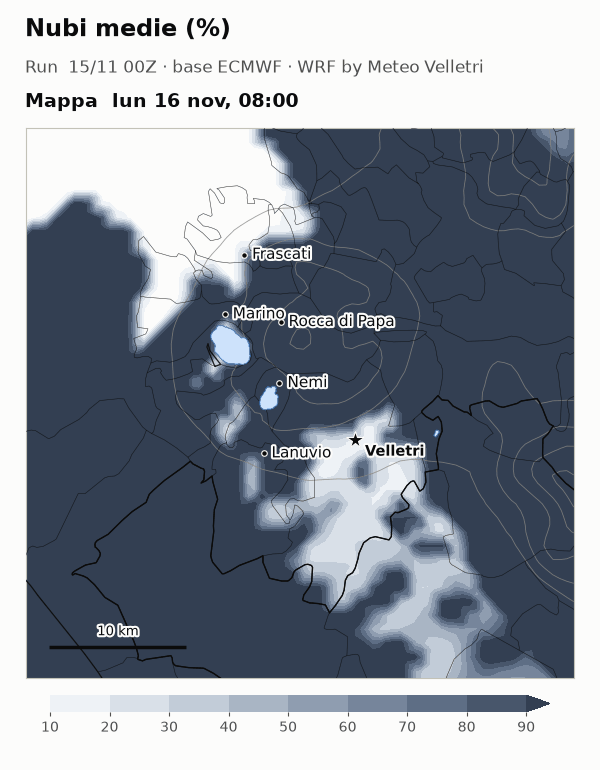 Nubi medie (%)
Run 15/11 00Z · base ECMWF · WRF by Meteo Velletri
Mappa lun 16 nov, 08:00
Frascati
Marino
Rocca di Papa
Nemi
Velletri
Lanuvio
10 km
10 20 30 40 50 60 70 80 90